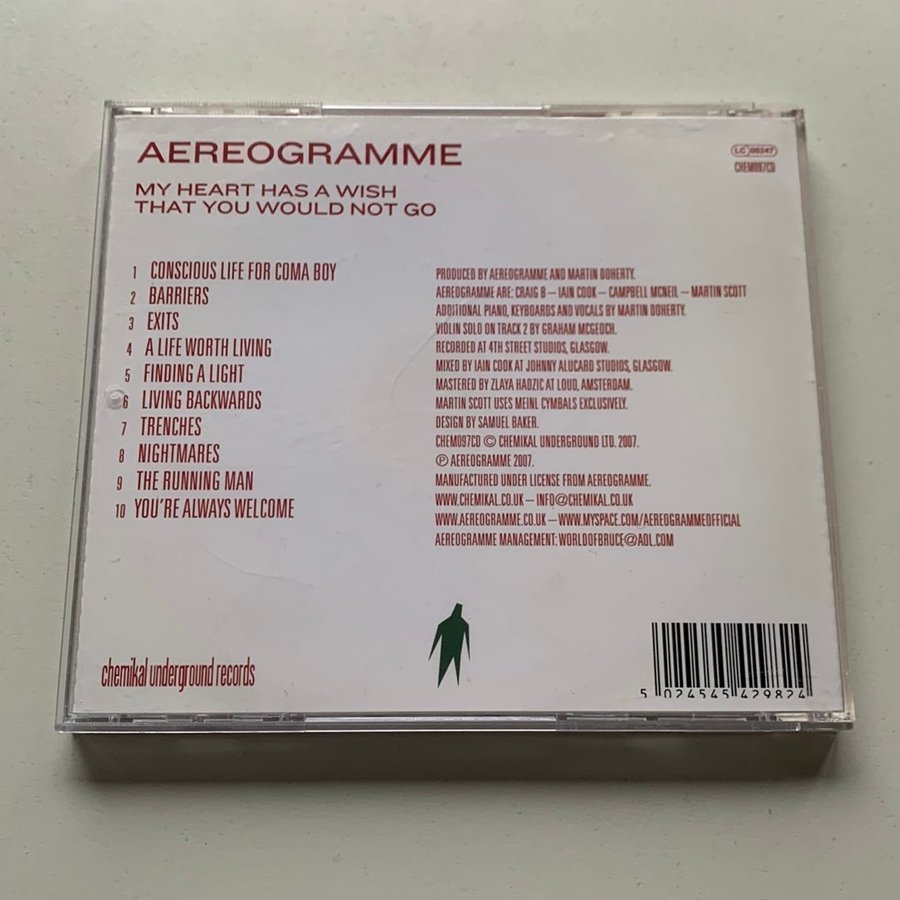 AEREOGRAMME
MY HEART HAS A WISH
THAT YOU WOULD NOT GO
LC 09247
CHEM097CD
1 CONSCIOUS LIFE FOR COMA BOY
2 BARRIERS
3 EXITS
4 A LIFE WORTH LIVING
5 FINDING A LIGHT
6 LIVING BACKWARDS
7 TRENCHES
8 NIGHTMARES
9 THE RUNNING MAN
10 YOU'RE ALWAYS WELCOME
PRODUCED BY AEREOGRAMME AND MARTIN DOHERTY.
AEREOGRAMME ARE: CRAIG B – IAIN COOK – CAMPBELL MCNEIL – MARTIN SCOTT
ADDITIONAL PIANO, KEYBOARDS AND VOCALS BY MARTIN DOHERTY.
VIOLIN SOLO ON TRACK 2 BY GRAHAM MCGEOCH.
RECORDED AT 4TH STREET STUDIOS, GLASGOW.
MIXED BY IAIN COOK AT JOHNNY ALUCARD STUDIOS, GLASGOW.
MASTERED BY ZLAYA HADZIC AT LOUD, AMSTERDAM.
MARTIN SCOTT USES MEINL CYMBALS EXCLUSIVELY.
DESIGN BY SAMUEL BAKER.
CHEM097CD © CHEMIKAL UNDERGROUND LTD. 2007.
℗ AEREOGRAMME 2007.
MANUFACTURED UNDER LICENSE FROM AEREOGRAMME.
WWW.CHEMIKAL.CO.UK – INFO@CHEMIKAL.CO.UK
WWW.AEREOGRAMME.CO.UK – WWW.MYSPACE.COM/AEREOGRAMMEOFFICIAL
AEREOGRAMME MANAGEMENT: WORLDOFBRUCE@AOL.COM
chemikal underground records
5 024545 429824